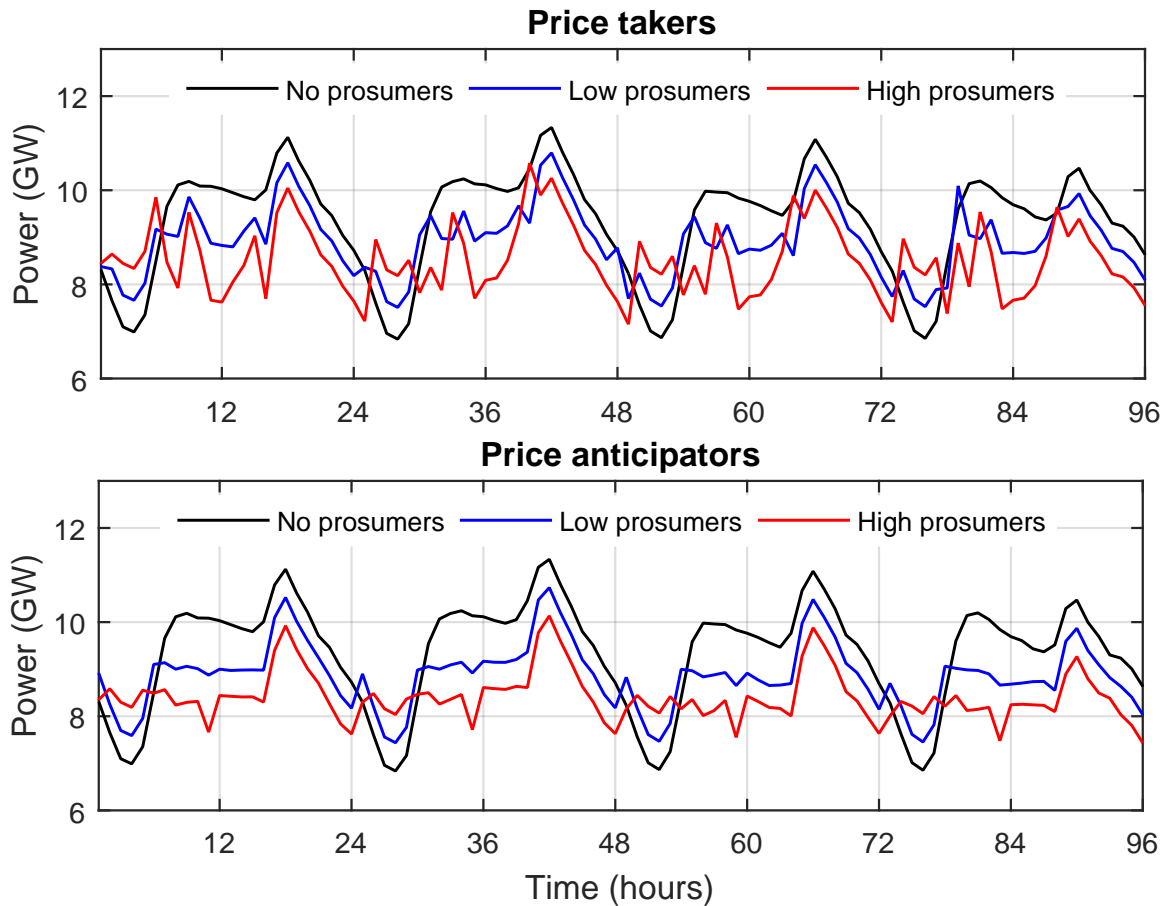 Price takers
No prosumers Low prosumers High prosumers
Power (GW)
12
10
8
6
12 24 36 48 60 72 84 96
Price anticipators
No prosumers Low prosumers High prosumers
Power (GW)
12
10
8
6
12 24 36 48 60 72 84 96
Time (hours)